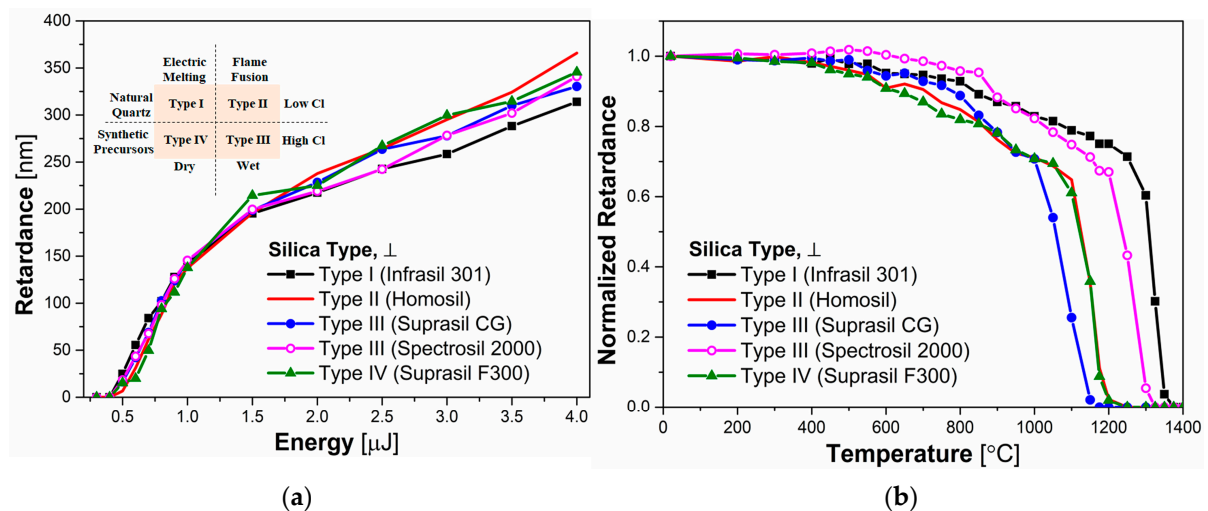 400
350
300
250
200
150
100
50
0
Retardance [nm]
Electric
Melting
Flame
Fusion
Natural
Quartz
Type I
Type II
Low Cl
Synthetic
Precursors
Type IV
Type III
High Cl
Dry
Wet
Silica Type, ⊥
Type I (Infrasil 301)
Type II (Homosil)
Type III (Suprasil CG)
Type III (Spectrosil 2000)
Type IV (Suprasil F300)
0.5 1.0 1.5 2.0 2.5 3.0 3.5 4.0
Energy [μJ]
(a)
1.0
0.8
0.6
0.4
0.2
0.0
Normalized Retardance
Silica Type, ⊥
Type I (Infrasil 301)
Type II (Homosil)
Type III (Suprasil CG)
Type III (Spectrosil 2000)
Type IV (Suprasil F300)
0 200 400 600 800 1000 1200 1400
Temperature [°C]
(b)